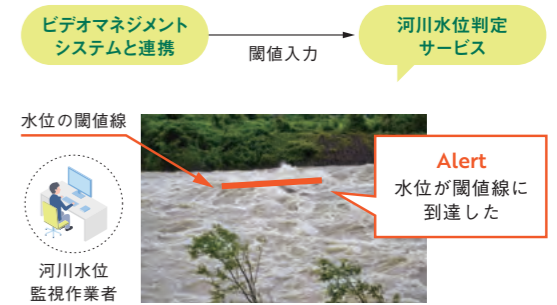 ビデオマネジメント
システムと連携
閾値入力
河川水位判定
サービス
水位の閾値線
Alert
水位が閾値線に
到達した
河川水位
監視作業者